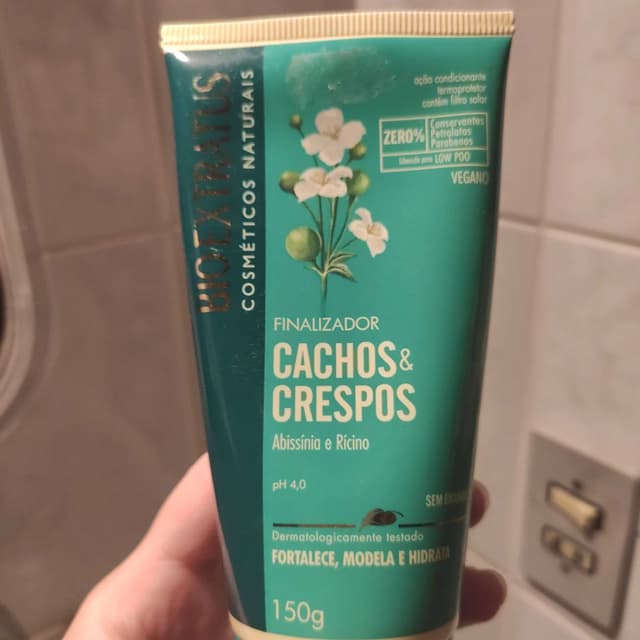 BIOEXTRATUS
COSMÉTICOS NATURAIS
ação condicionante
termoprotetor
contém filtro solar
ZERO%
Conservantes
Petrolatos
Parabenos
Liberado para LOW POO
VEGANO
FINALIZADOR
CACHOS &
CRESPOS
Abissínia e Rícino
pH 4,0
SEM
Dermatologicamente testado
FORTALECE, MODELA E HIDRATA
150g